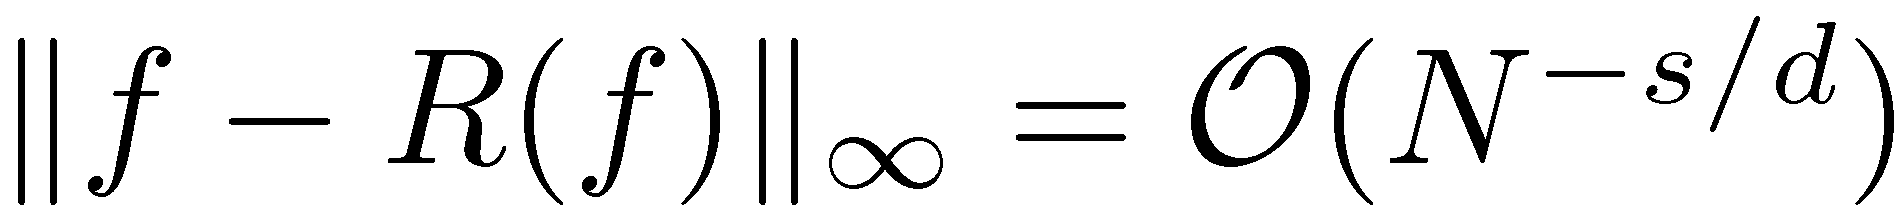 ‖f − R(f)‖∞ = 𝒪(N^{−s/d})